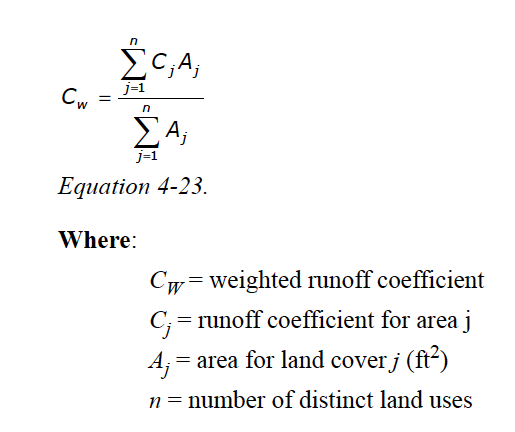 n
∑ C_j A_j
j=1
C_w =
n
∑ A_j
j=1
Equation 4-23.
Where:
C_W = weighted runoff coefficient
C_j = runoff coefficient for area j
A_j = area for land cover j (ft²)
n = number of distinct land uses